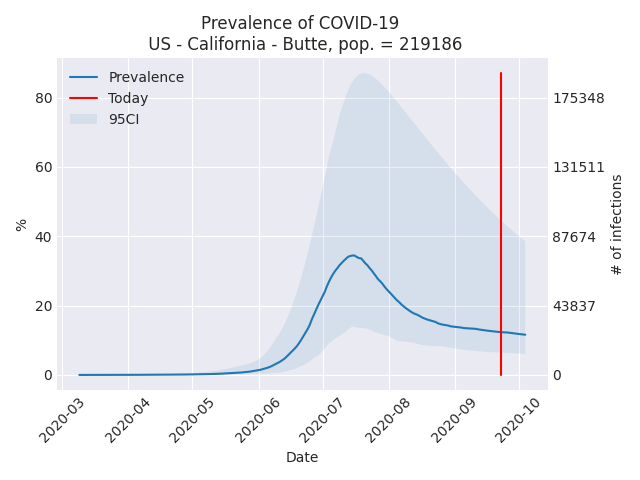 Prevalence of COVID-19
US - California - Butte, pop. = 219186
Prevalence
Today
95CI
80
60
40
20
0
%
175348
131511
87674
43837
0
# of infections
2020-03
2020-04
2020-05
2020-06
2020-07
2020-08
2020-09
2020-10
Date